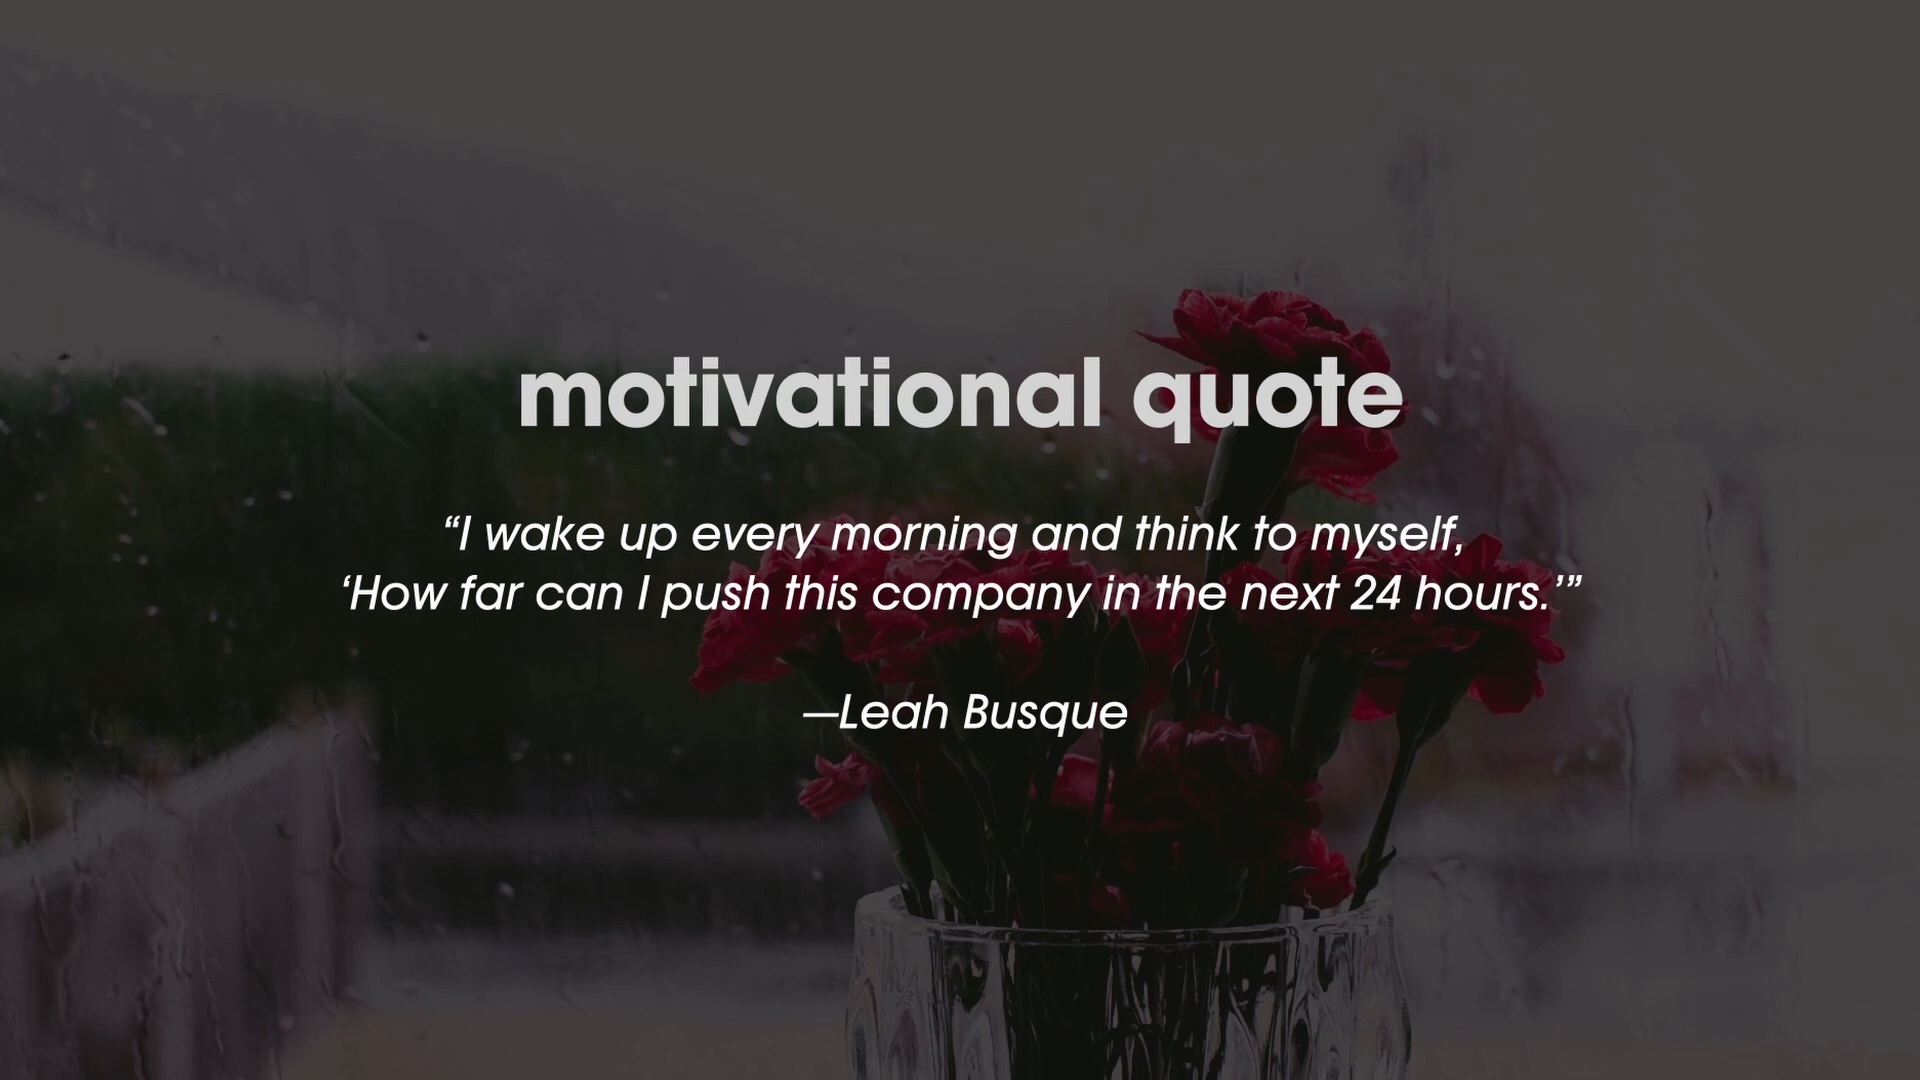 motivational quote
“I wake up every morning and think to myself,
‘How far can I push this company in the next 24 hours.’”
—Leah Busque